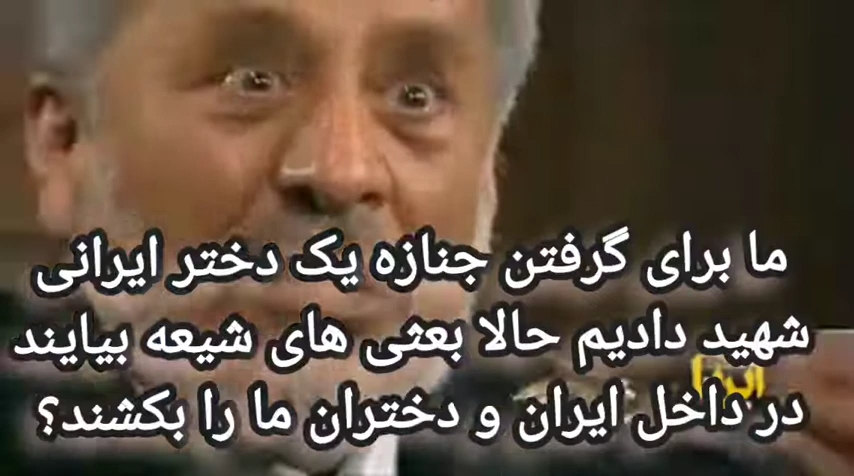 ما برای گرفتن جنازه یک دختر ایرانی
شهید دادیم حالا بعثی های شیعه بیایند
در داخل ایران و دختران ما را بکشند؟